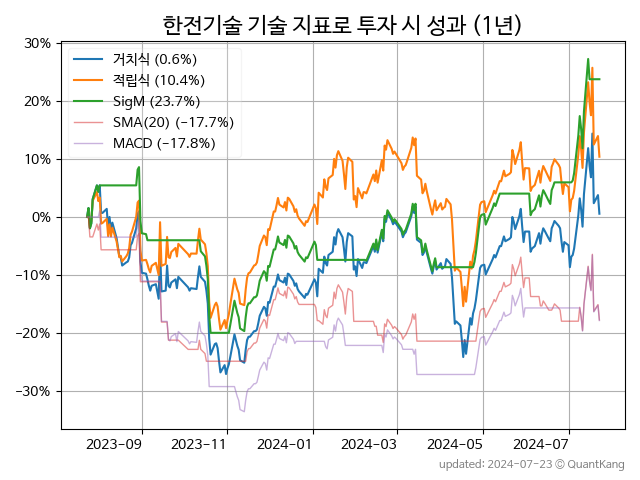 한전기술 기술 지표로 투자 시 성과 (1년)
거치식 (0.6%)
적립식 (10.4%)
SigM (23.7%)
SMA(20) (−17.7%)
MACD (−17.8%)
30%
20%
10%
0%
−10%
−20%
−30%
2023-09 2023-11 2024-01 2024-03 2024-05 2024-07
updated: 2024-07-23 ⓒ QuantKang